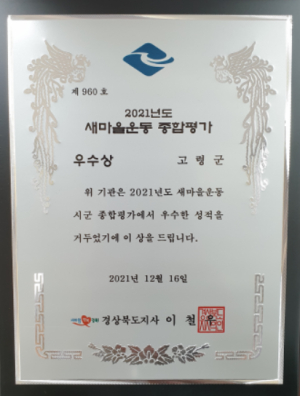 제 960 호
2021년도
새마을운동 종합평가
우수상 고령군
위 기관은 2021년도 새마을운동
시군 종합평가에서 우수한 성적을
거두었기에 이 상을 드립니다.
2021년 12월 16일
경상북도지사 이 철 우